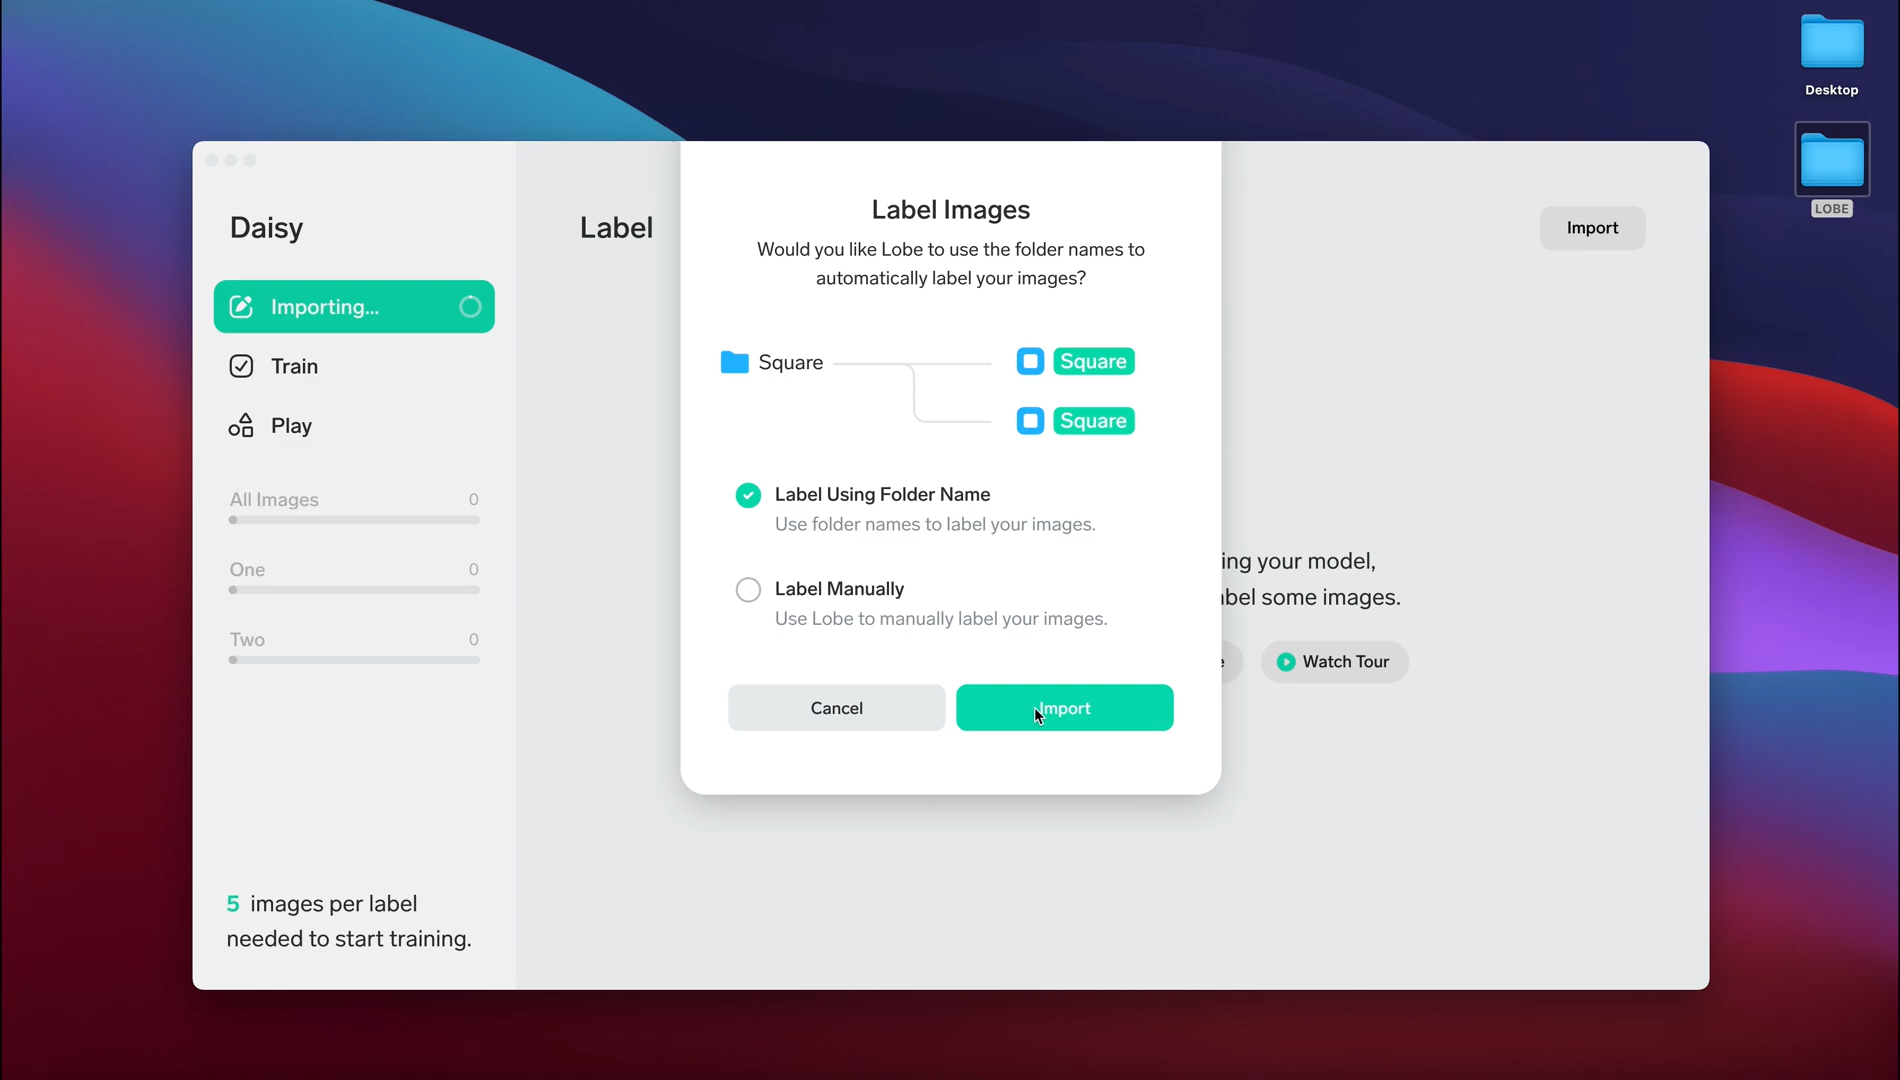 Desktop
LOBE
Daisy
Importing...
Train
Play
All Images 0
One 0
Two 0
5 images per label
needed to start training.
Label
Import
Label Images
Would you like Lobe to use the folder names to
automatically label your images?
Square
Square
Square
Label Using Folder Name
Use folder names to label your images.
Label Manually
Use Lobe to manually label your images.
Cancel
Import
ing your model,
bel some images.
Watch Tour